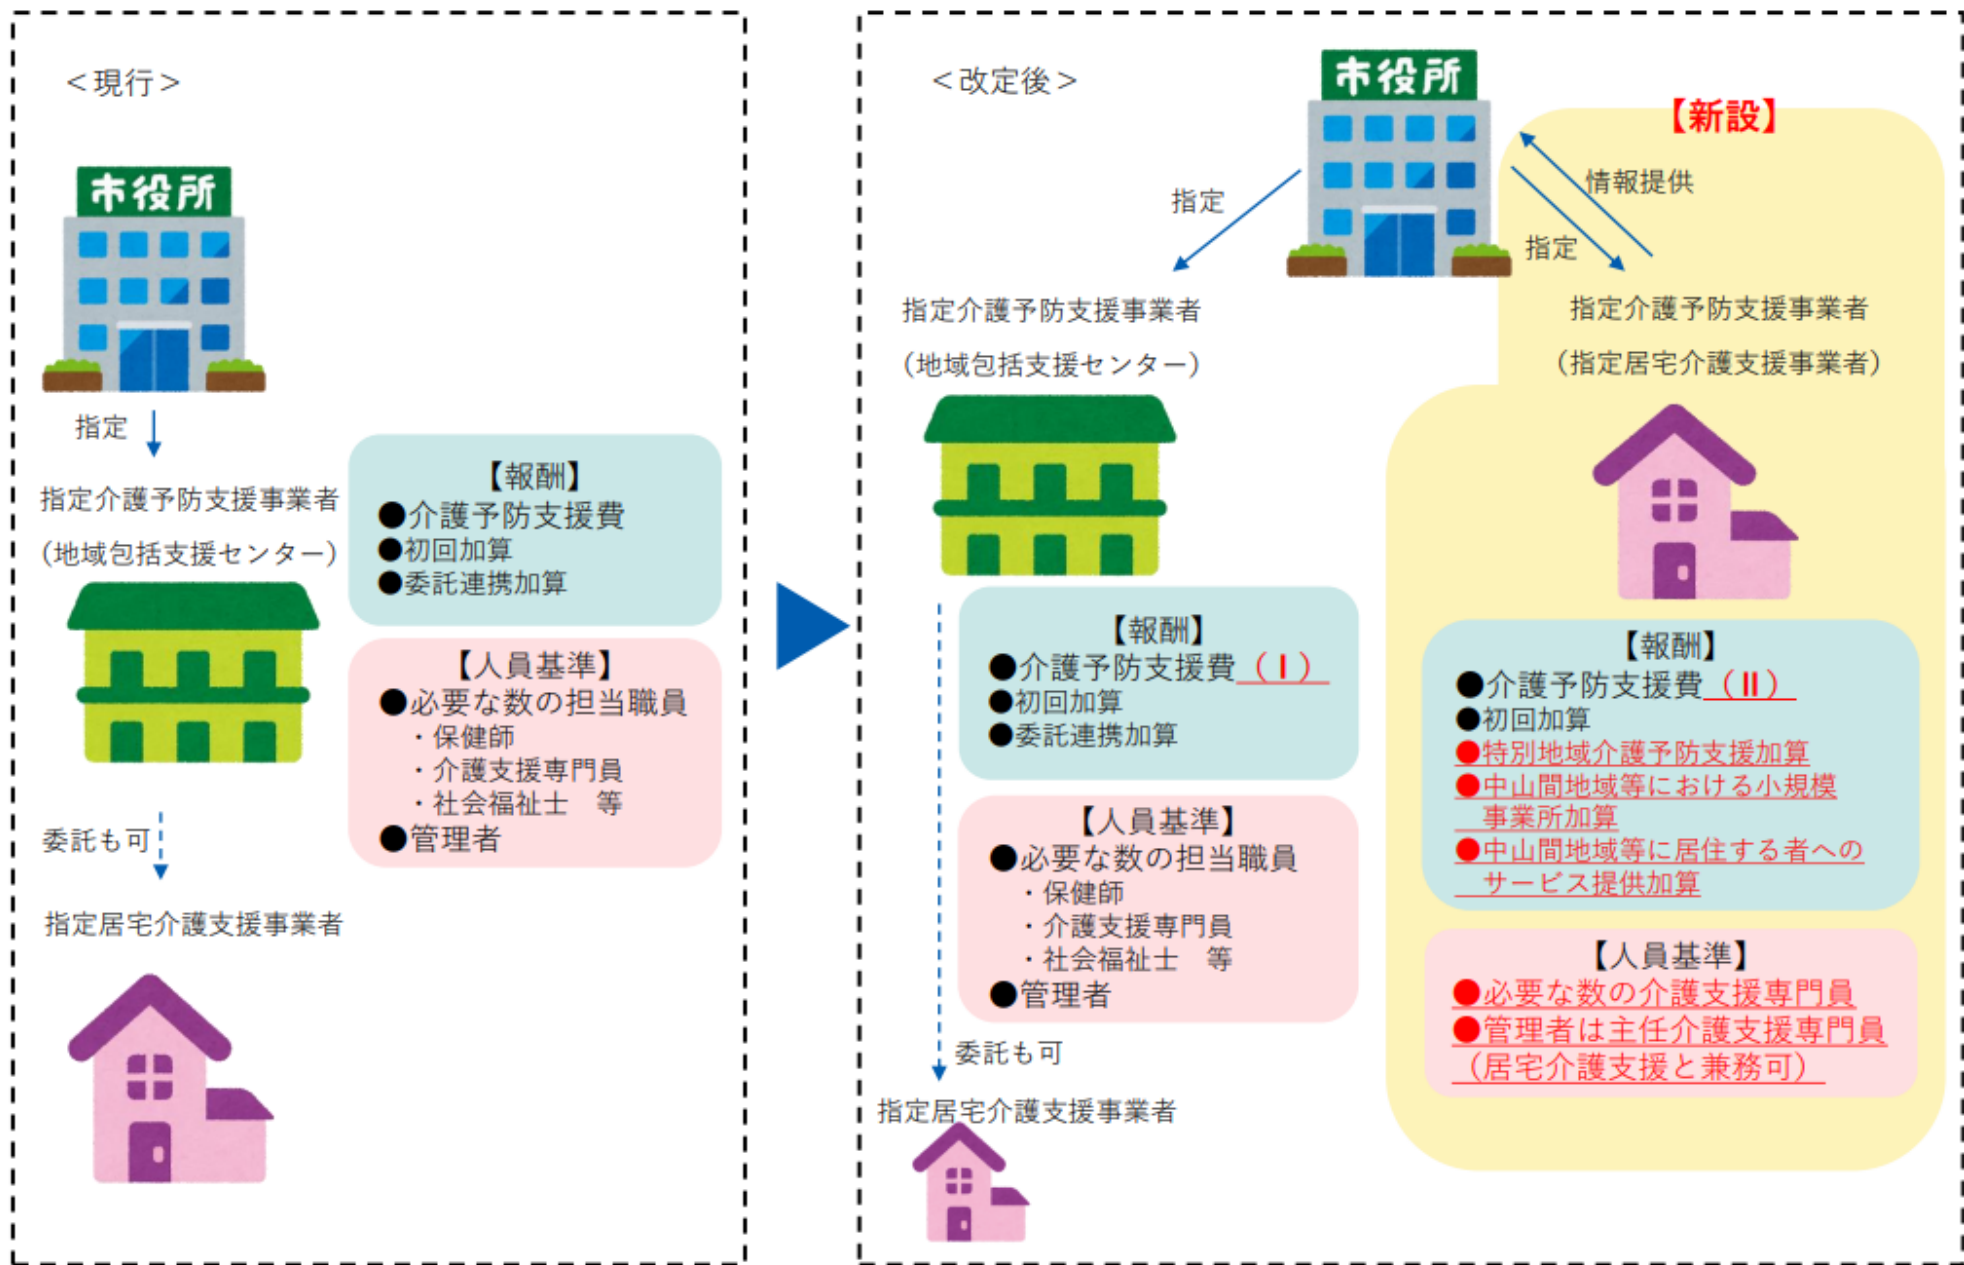 ＜現行＞
市役所
指定
指定介護予防支援事業者
（地域包括支援センター）
委託も可
指定居宅介護支援事業者
【報酬】
●介護予防支援費
●初回加算
●委託連携加算
【人員基準】
●必要な数の担当職員
・保健師
・介護支援専門員
・社会福祉士　等
●管理者
＜改定後＞
市役所
指定
指定介護予防支援事業者
（地域包括支援センター）
【報酬】
●介護予防支援費（Ⅰ）
●初回加算
●委託連携加算
【人員基準】
●必要な数の担当職員
・保健師
・介護支援専門員
・社会福祉士　等
●管理者
委託も可
指定居宅介護支援事業者
【新設】
情報提供
指定
指定介護予防支援事業者
（指定居宅介護支援事業者）
【報酬】
●介護予防支援費（Ⅱ）
●初回加算
●特別地域介護予防支援加算
●中山間地域等における小規模
事業所加算
●中山間地域等に居住する者への
サービス提供加算
【人員基準】
●必要な数の介護支援専門員
●管理者は主任介護支援専門員
（居宅介護支援と兼務可）